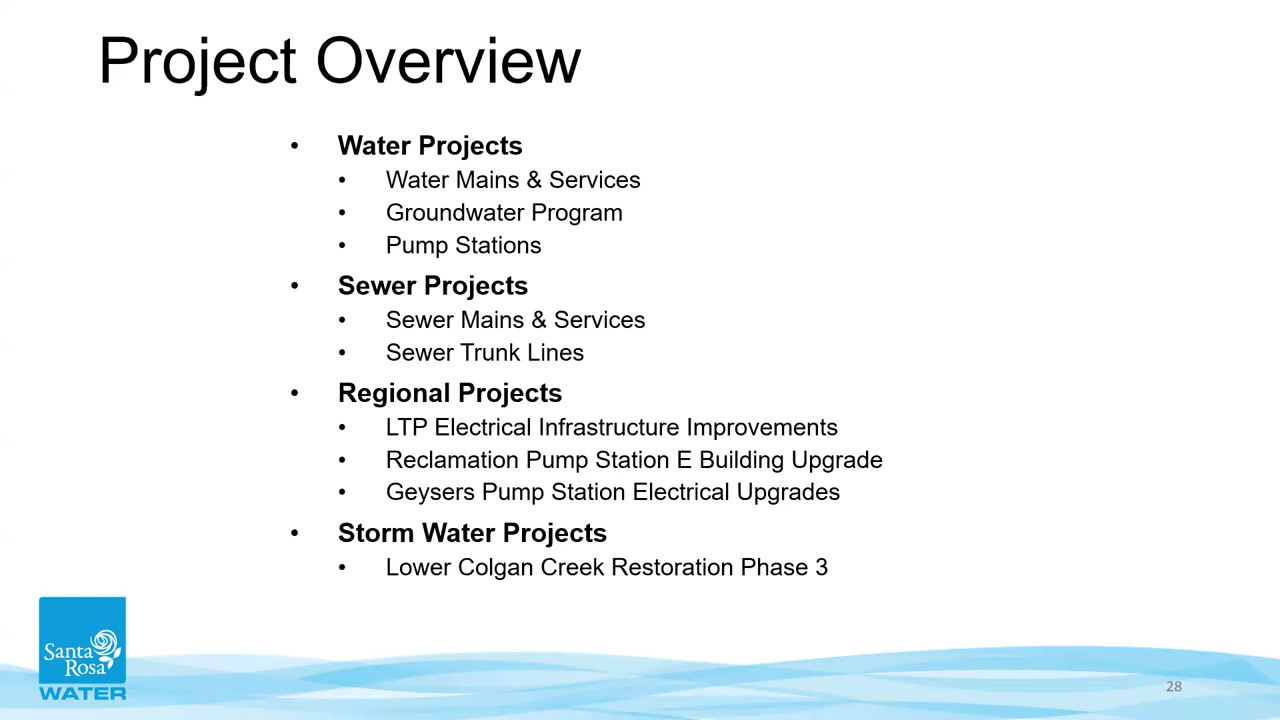 Project Overview
• Water Projects
• Water Mains & Services
• Groundwater Program
• Pump Stations
• Sewer Projects
• Sewer Mains & Services
• Sewer Trunk Lines
• Regional Projects
• LTP Electrical Infrastructure Improvements
• Reclamation Pump Station E Building Upgrade
• Geysers Pump Station Electrical Upgrades
• Storm Water Projects
• Lower Colgan Creek Restoration Phase 3
Santa
Rosa
WATER
28